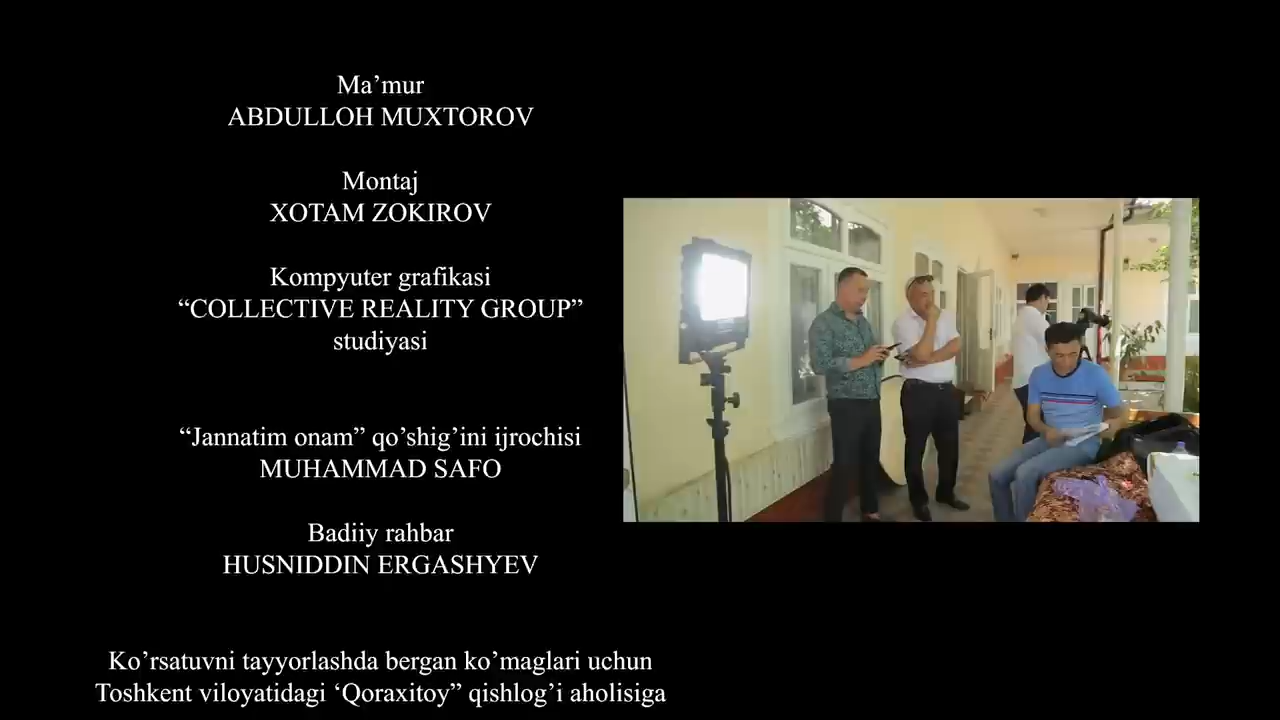 Ma’mur
ABDULLOH MUXTOROV
Montaj
XOTAM ZOKIROV
Kompyuter grafikasi
“COLLECTIVE REALITY GROUP”
studiyasi
“Jannatim onam” qo’shig’ini ijrochisi
MUHAMMAD SAFO
Badiiy rahbar
HUSNIDDIN ERGASHYEV
Ko’rsatuvni tayyorlashda bergan ko’maglari uchun
Toshkent viloyatidagi ‘Qoraxitoy” qishlog’i aholisiga